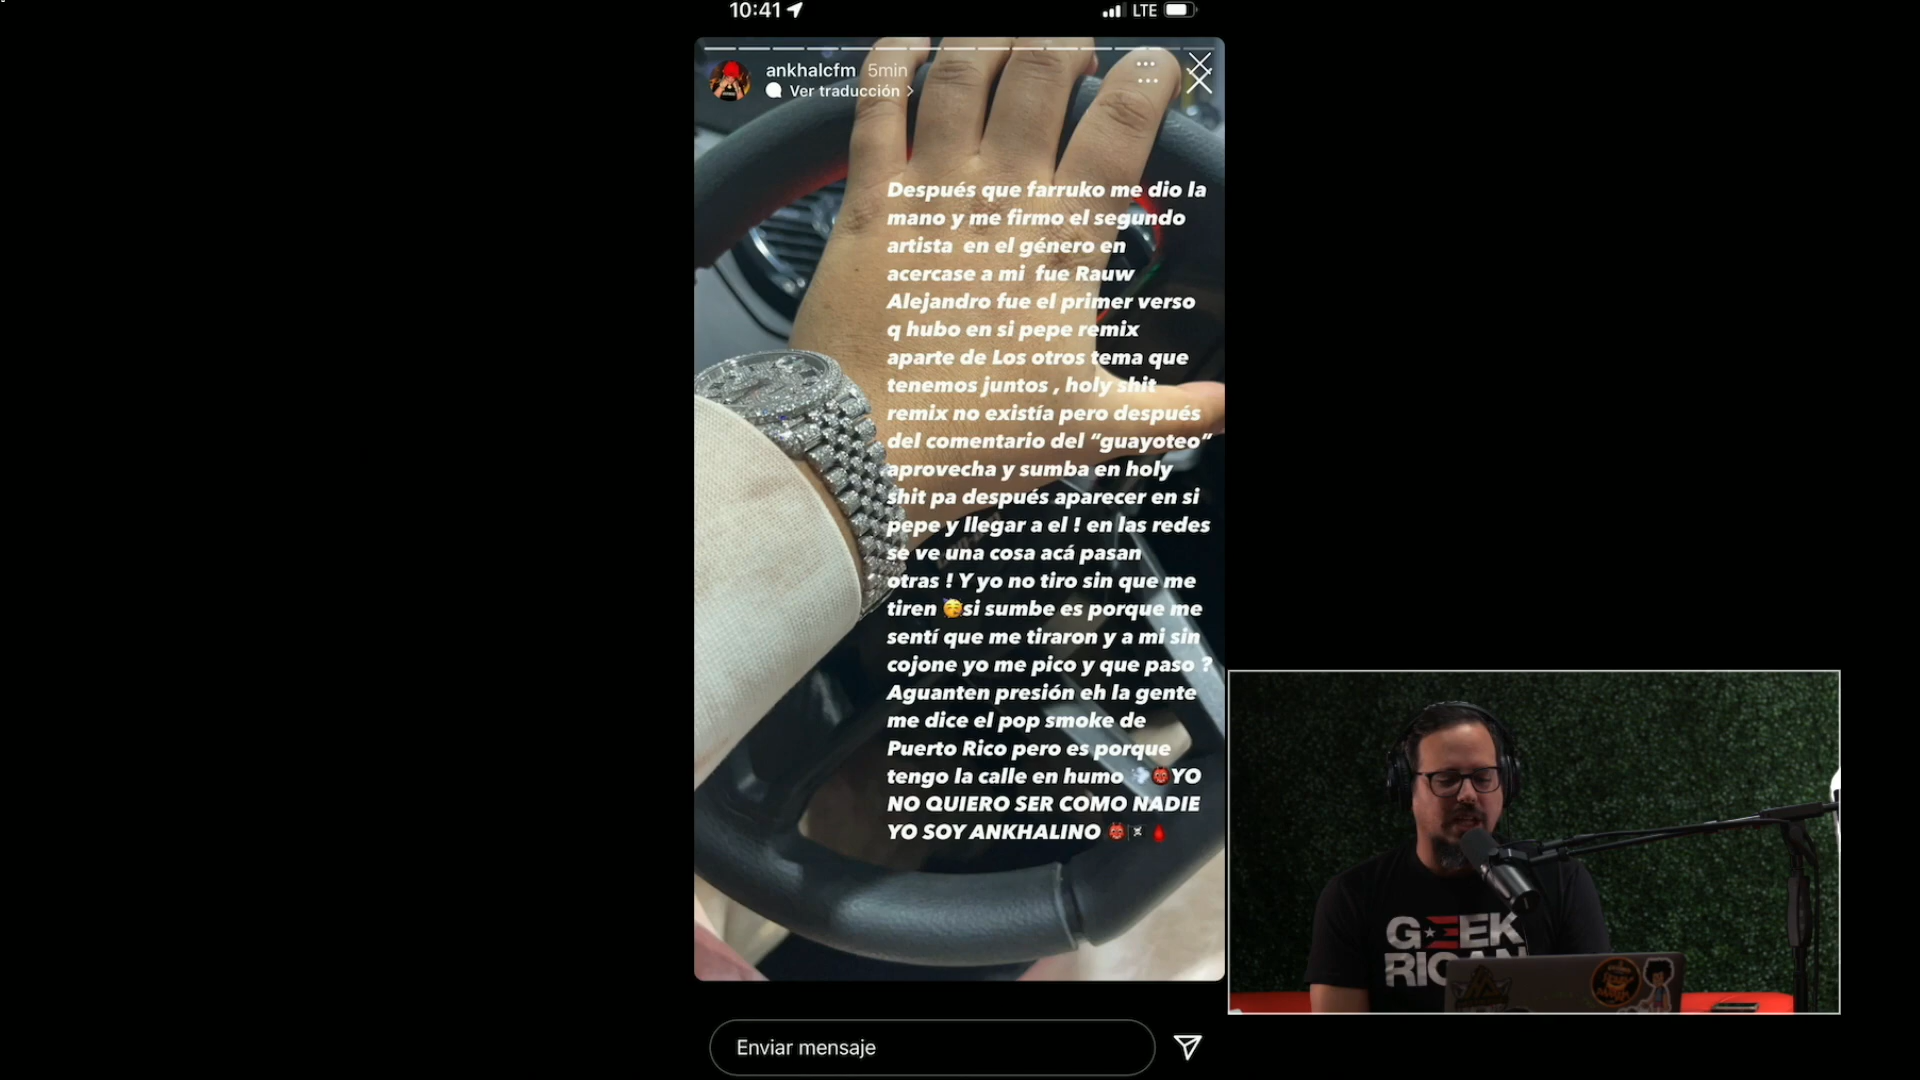 10:41
LTE
ankhalcfm 5min
Ver traducción >
Después que farruko me dio la
mano y me firmo el segundo
artista en el género en
acercase a mi fue Rauw
Alejandro fue el primer verso
q hubo en si pepe remix
aparte de Los otros tema que
tenemos juntos , holy shit
remix no existía pero después
del comentario del “guayoteo”
aprovecha y sumba en holy
shit pa después aparecer en si
pepe y llegar a el ! en las redes
se ve una cosa acá pasan
otras ! Y yo no tiro sin que me
tiren 🥳si sumbe es porque me
sentí que me tiraron y a mi sin
cojone yo me pico y que paso ?
Aguanten presión eh la gente
me dice el pop smoke de
Puerto Rico pero es porque
tengo la calle en humo 💨👹YO
NO QUIERO SER COMO NADIE
YO SOY ANKHALINO 👹🏴‍☠️🩸
Enviar mensaje
GEEK
RICAN